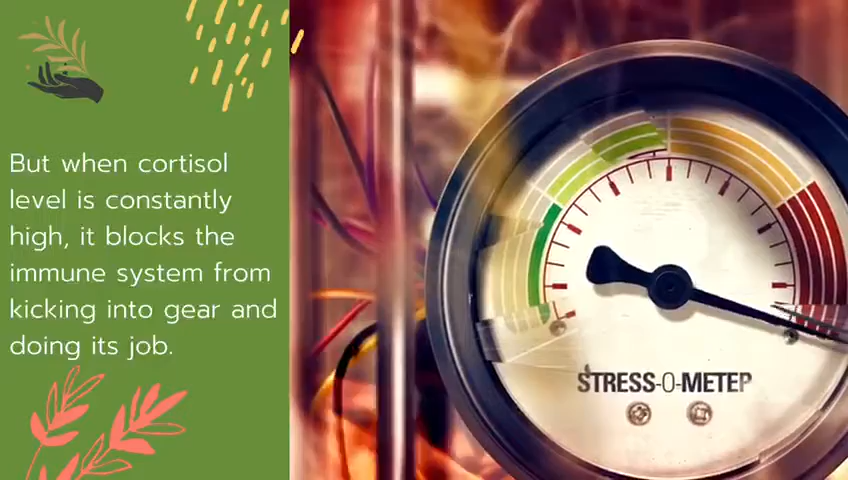 But when cortisol
level is constantly
high, it blocks the
immune system from
kicking into gear and
doing its job.
STRESS-O-METEP